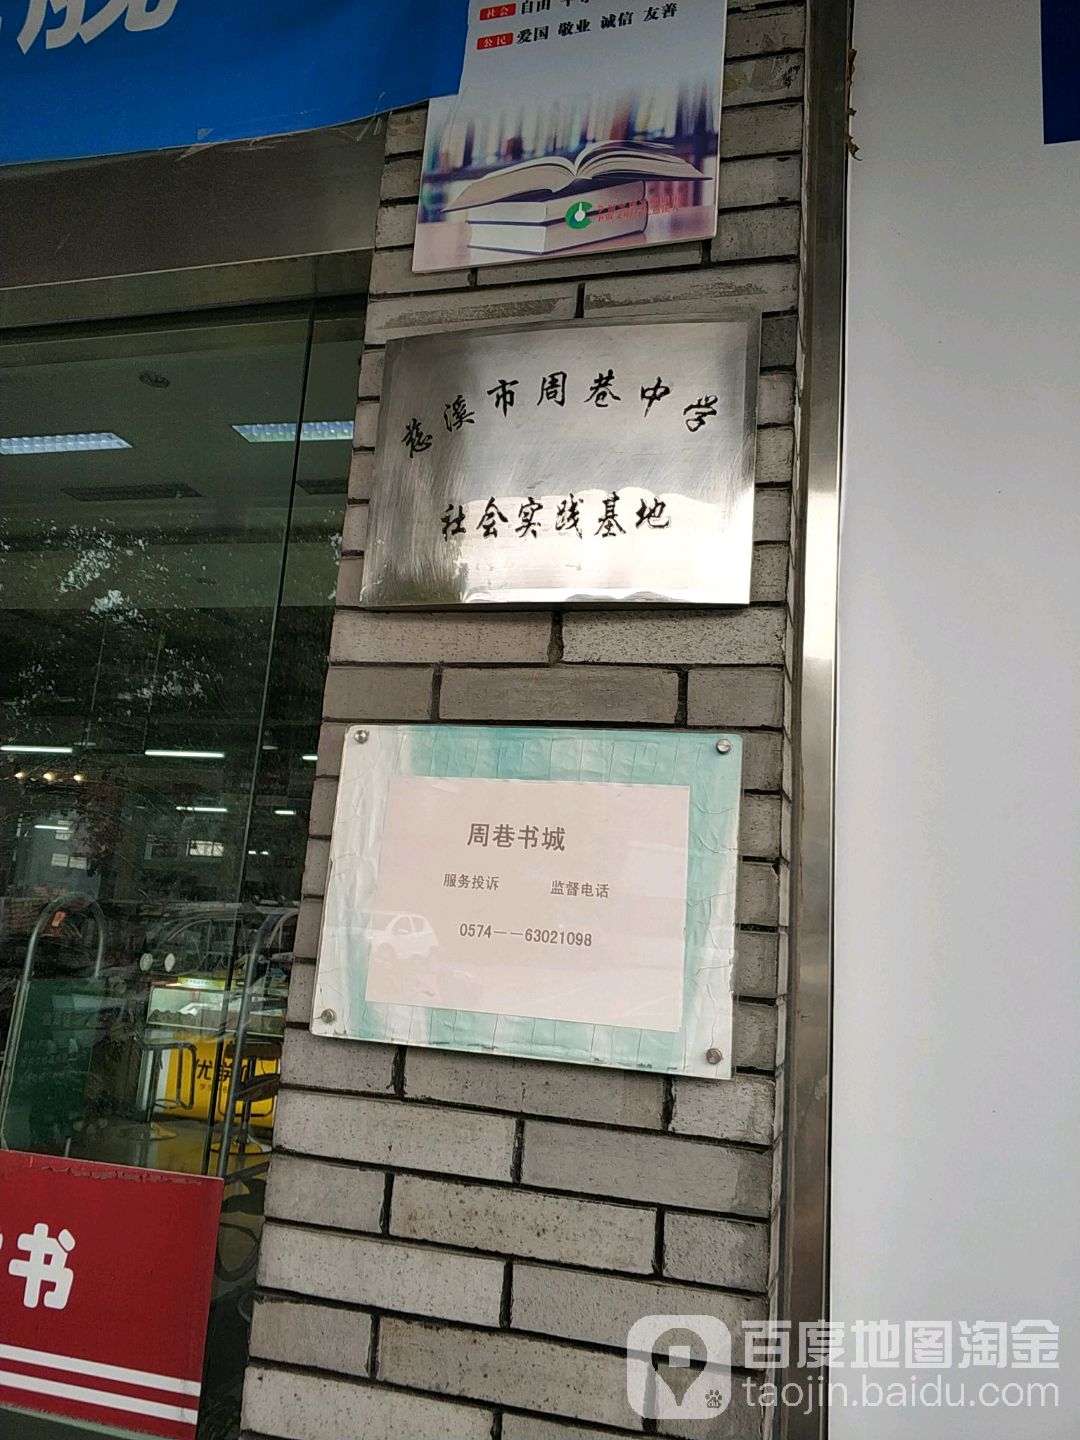 社会 自由
公民 爱国 敬业 诚信 友善
慈溪市周巷中学
社会实践基地
周巷书城
服务投诉 监督电话
0574——63021098
书
百度地图淘金
taojin.baidu.com